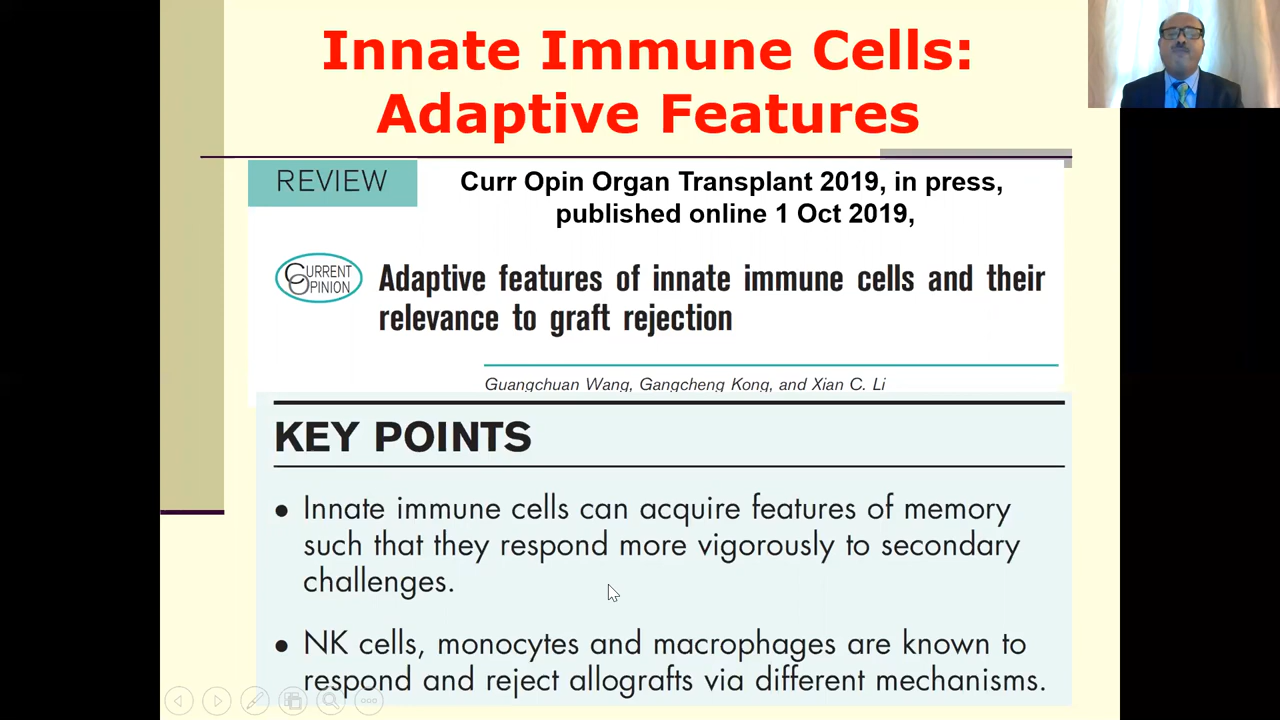 Innate Immune Cells:
Adaptive Features
REVIEW
Curr Opin Organ Transplant 2019, in press,
published online 1 Oct 2019,
CURRENT
OPINION
Adaptive features of innate immune cells and their
relevance to graft rejection
Guangchuan Wang, Gangcheng Kong, and Xian C. Li
KEY POINTS
• Innate immune cells can acquire features of memory
such that they respond more vigorously to secondary
challenges.
• NK cells, monocytes and macrophages are known to
respond and reject allografts via different mechanisms.